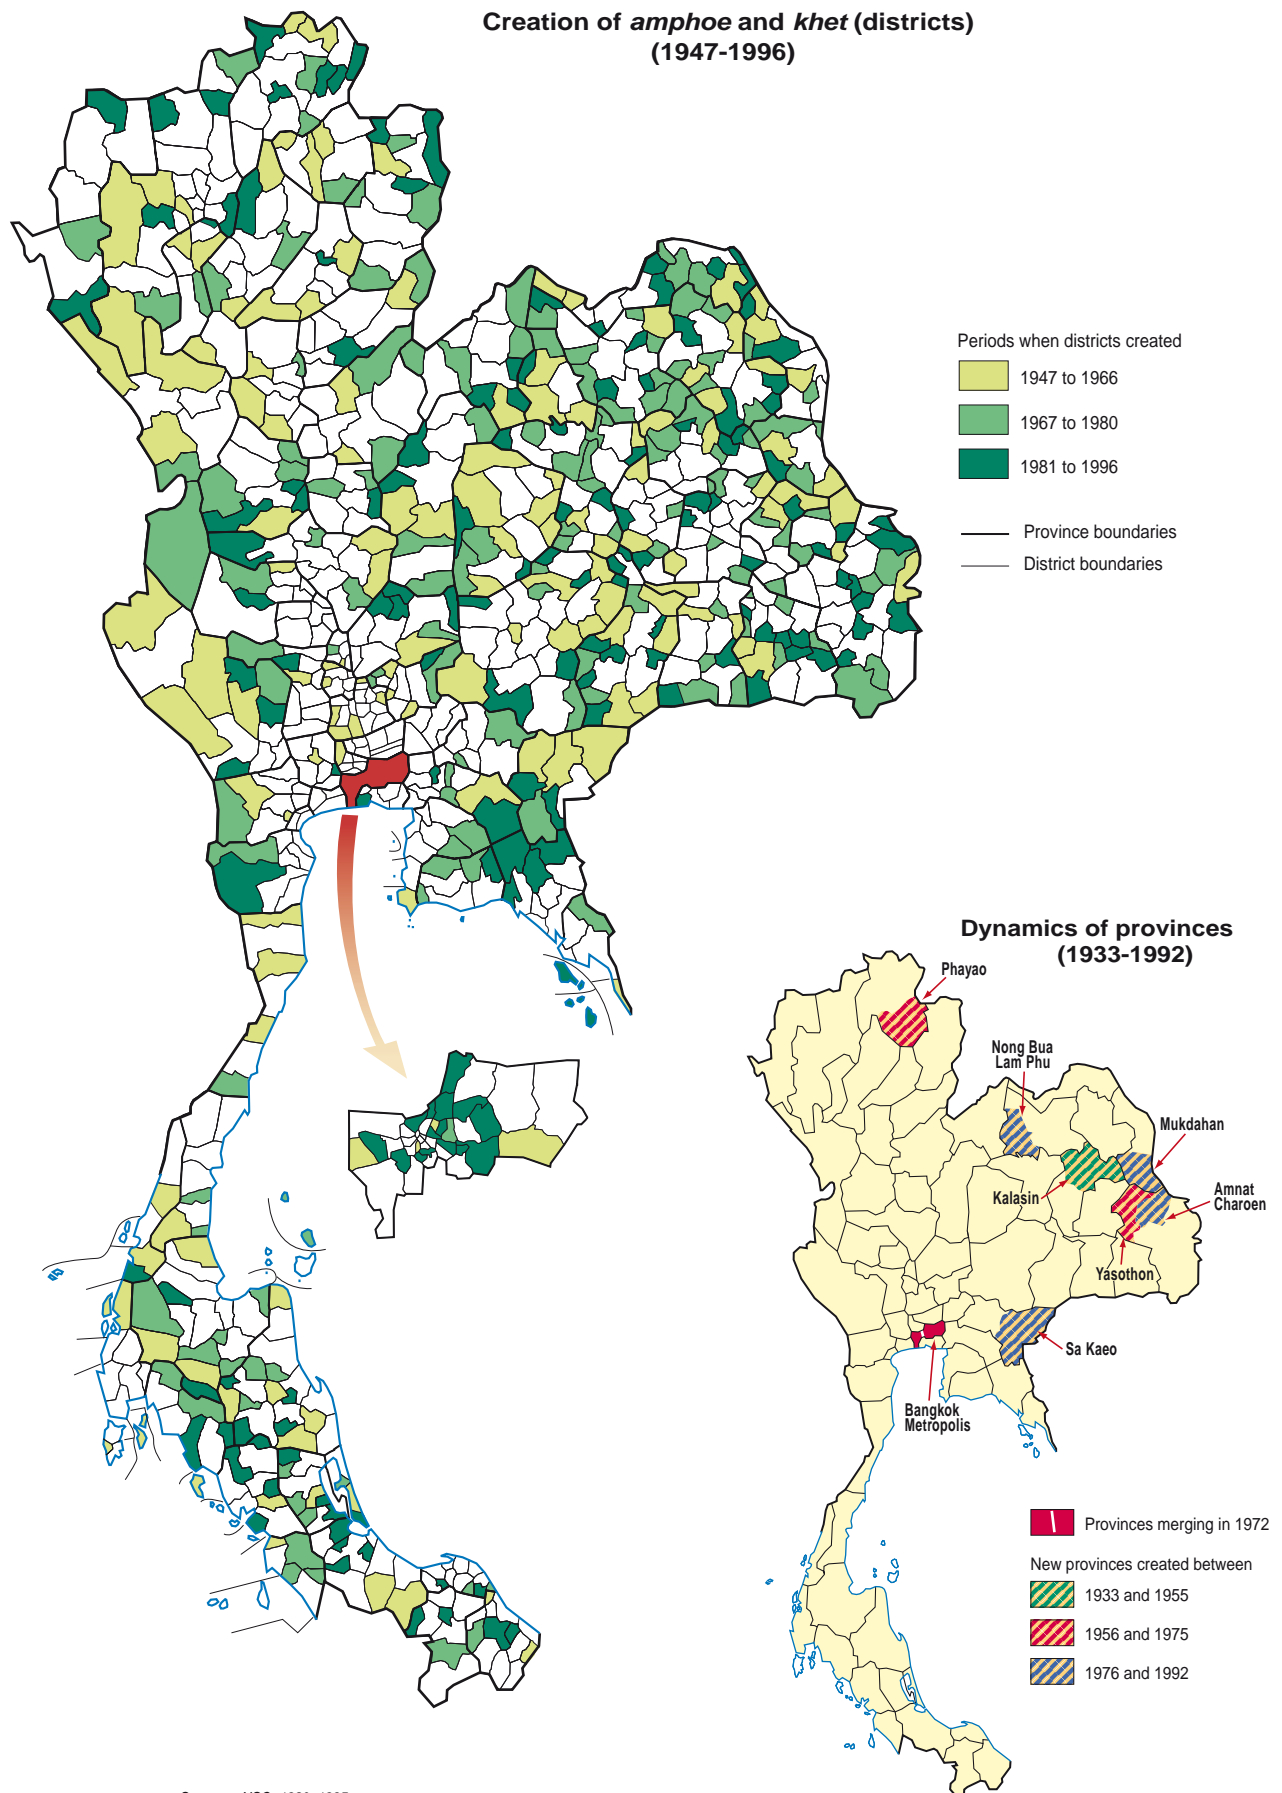 Creation of amphoe and khet (districts)
(1947-1996)
Periods when districts created
1947 to 1966
1967 to 1980
1981 to 1996
Province boundaries
District boundaries
Dynamics of provinces
(1933-1992)
Phayao
Nong Bua
Lam Phu
Mukdahan
Kalasin
Amnat
Charoen
Yasothon
Sa Kaeo
Bangkok
Metropolis
Provinces merging in 1972
New provinces created between
1933 and 1955
1956 and 1975
1976 and 1992